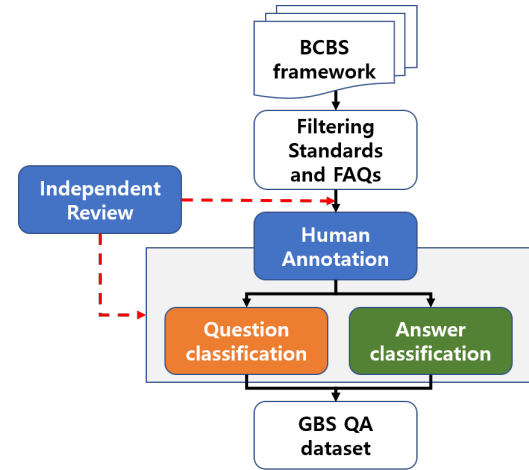 BCBS
framework
Filtering
Standards
and FAQs
Independent
Review
Human
Annotation
Question
classification
Answer
classification
GBS QA
dataset